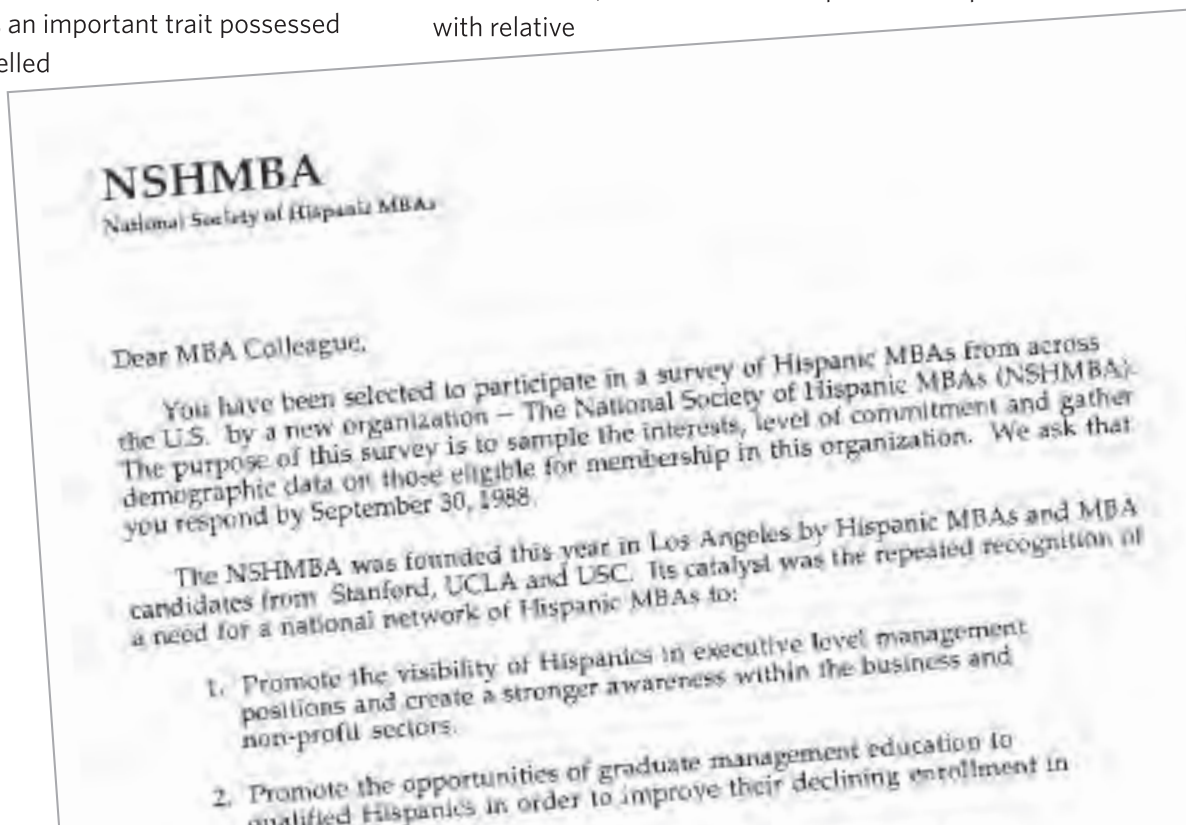 an important trait possessed
elled
with relative
NSHMBA
National Society of Hispanic MBAs
Dear MBA Colleague,
You have been selected to participate in a survey of Hispanic MBAs from across
the U.S. by a new organization – The National Society of Hispanic MBAs (NSHMBA).
The purpose of this survey is to sample the interests, level of commitment and gather
demographic data on those eligible for membership in this organization. We ask that
you respond by September 30, 1988.
The NSHMBA was founded this year in Los Angeles by Hispanic MBAs and MBA
candidates from Stanford, UCLA and USC. Its catalyst was the repeated recognition of
a need for a national network of Hispanic MBAs to:
1. Promote the visibility of Hispanics in executive level management
positions and create a stronger awareness within the business and
non-profit sectors.
2. Promote the opportunities of graduate management education to
qualified Hispanics in order to improve their declining enrollment in